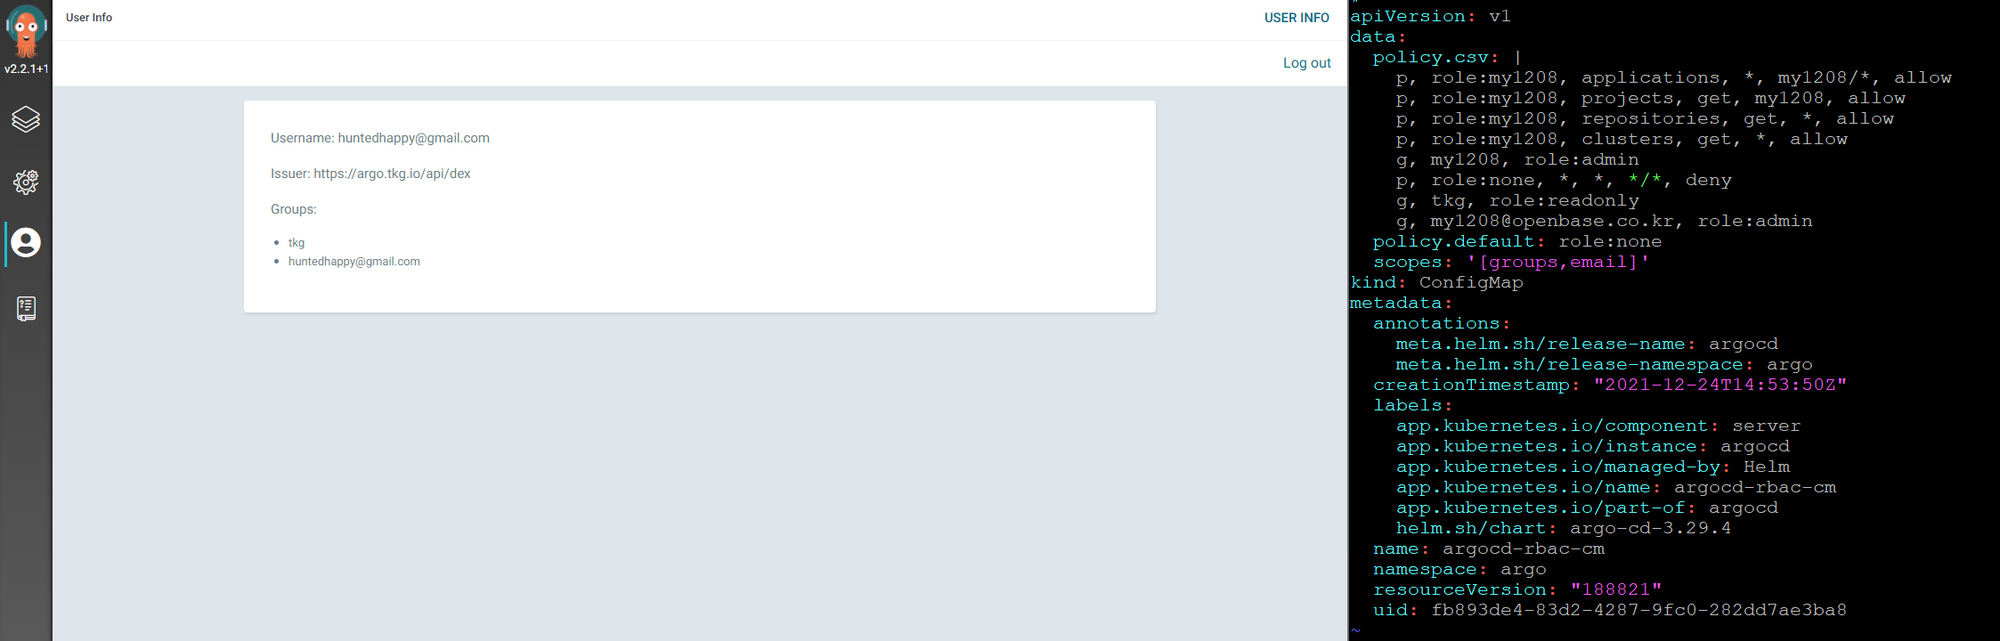 User Info
USER INFO
v2.2.1+1
Log out
Username: huntedhappy@gmail.com
Issuer: https://argo.tkg.io/api/dex
Groups:
tkg
huntedhappy@gmail.com
apiVersion: v1
data:
policy.csv: |
p, role:my1208, applications, *, my1208/*, allow
p, role:my1208, projects, get, my1208, allow
p, role:my1208, repositories, get, *, allow
p, role:my1208, clusters, get, *, allow
g, my1208, role:admin
p, role:none, *, *, */*, deny
g, tkg, role:readonly
g, my1208@openbase.co.kr, role:admin
policy.default: role:none
scopes: '[groups,email]'
kind: ConfigMap
metadata:
annotations:
meta.helm.sh/release-name: argocd
meta.helm.sh/release-namespace: argo
creationTimestamp: "2021-12-24T14:53:50Z"
labels:
app.kubernetes.io/component: server
app.kubernetes.io/instance: argocd
app.kubernetes.io/managed-by: Helm
app.kubernetes.io/name: argocd-rbac-cm
app.kubernetes.io/part-of: argocd
helm.sh/chart: argo-cd-3.29.4
name: argocd-rbac-cm
namespace: argo
resourceVersion: "188821"
uid: fb893de4-83d2-4287-9fc0-282dd7ae3ba8
~